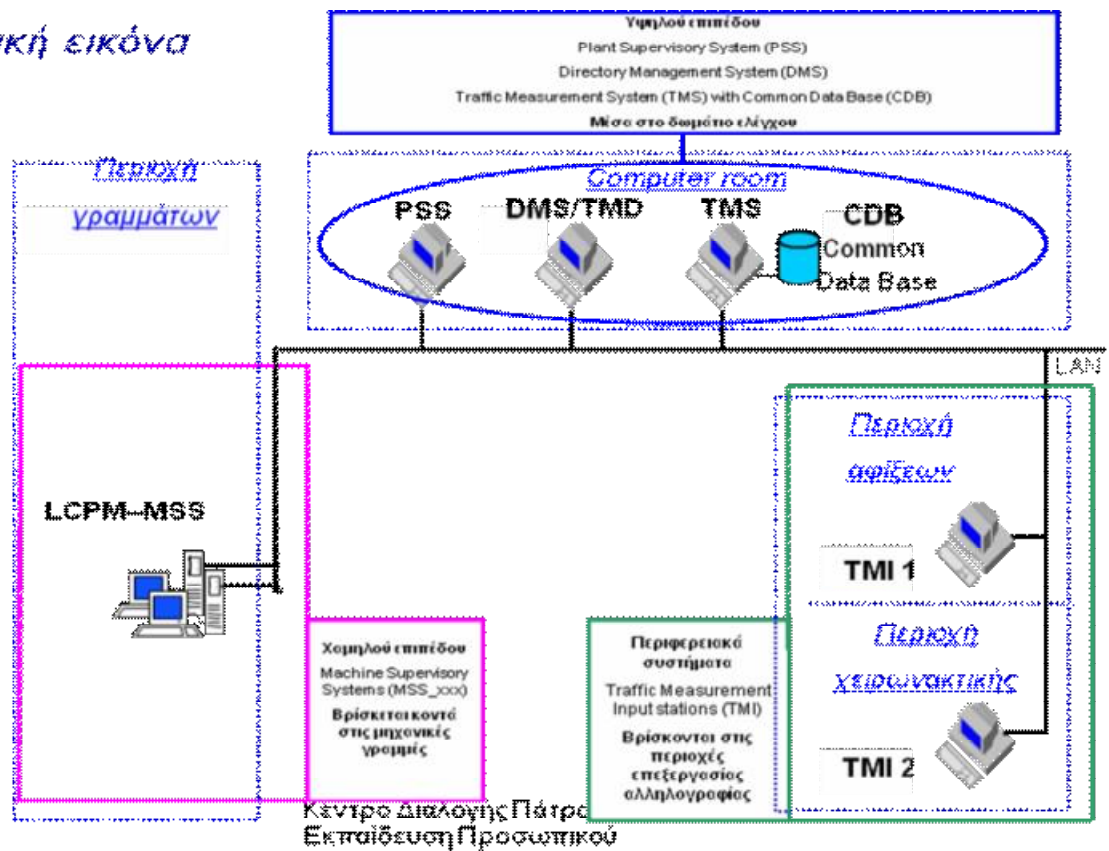 ική εικόνα
Υψηλού επιπέδου
Plant Supervisory System (PSS)
Directory Management System (DMS)
Traffic Measurement System (TMS) with Common Data Base (CDB)
Μέσα στο δωμάτιο ελέγχου
Περιοχή
γραμμάτων
Computer room
PSS
DMS/TMD
TMS
CDB
Common
Data Base
LAN
LCPM-MSS
Περιοχή
αφίξεων
TMI 1
Περιοχή
χειρωνακτικής
TMI 2
Χαμηλού επιπέδου
Machine Supervisory
Systems (MSS_xxx)
Βρίσκεται κοντά
στις μηχανικές
γραμμές
Περιφερειακά
συστήματα
Traffic Measurement
Input stations (TMI)
Βρίσκονται στις
περιοχές
επεξεργασίας
αλληλογραφίας
Κέντρο Διαλογής Πάτρα
Εκπαίδευση Προσωπικού